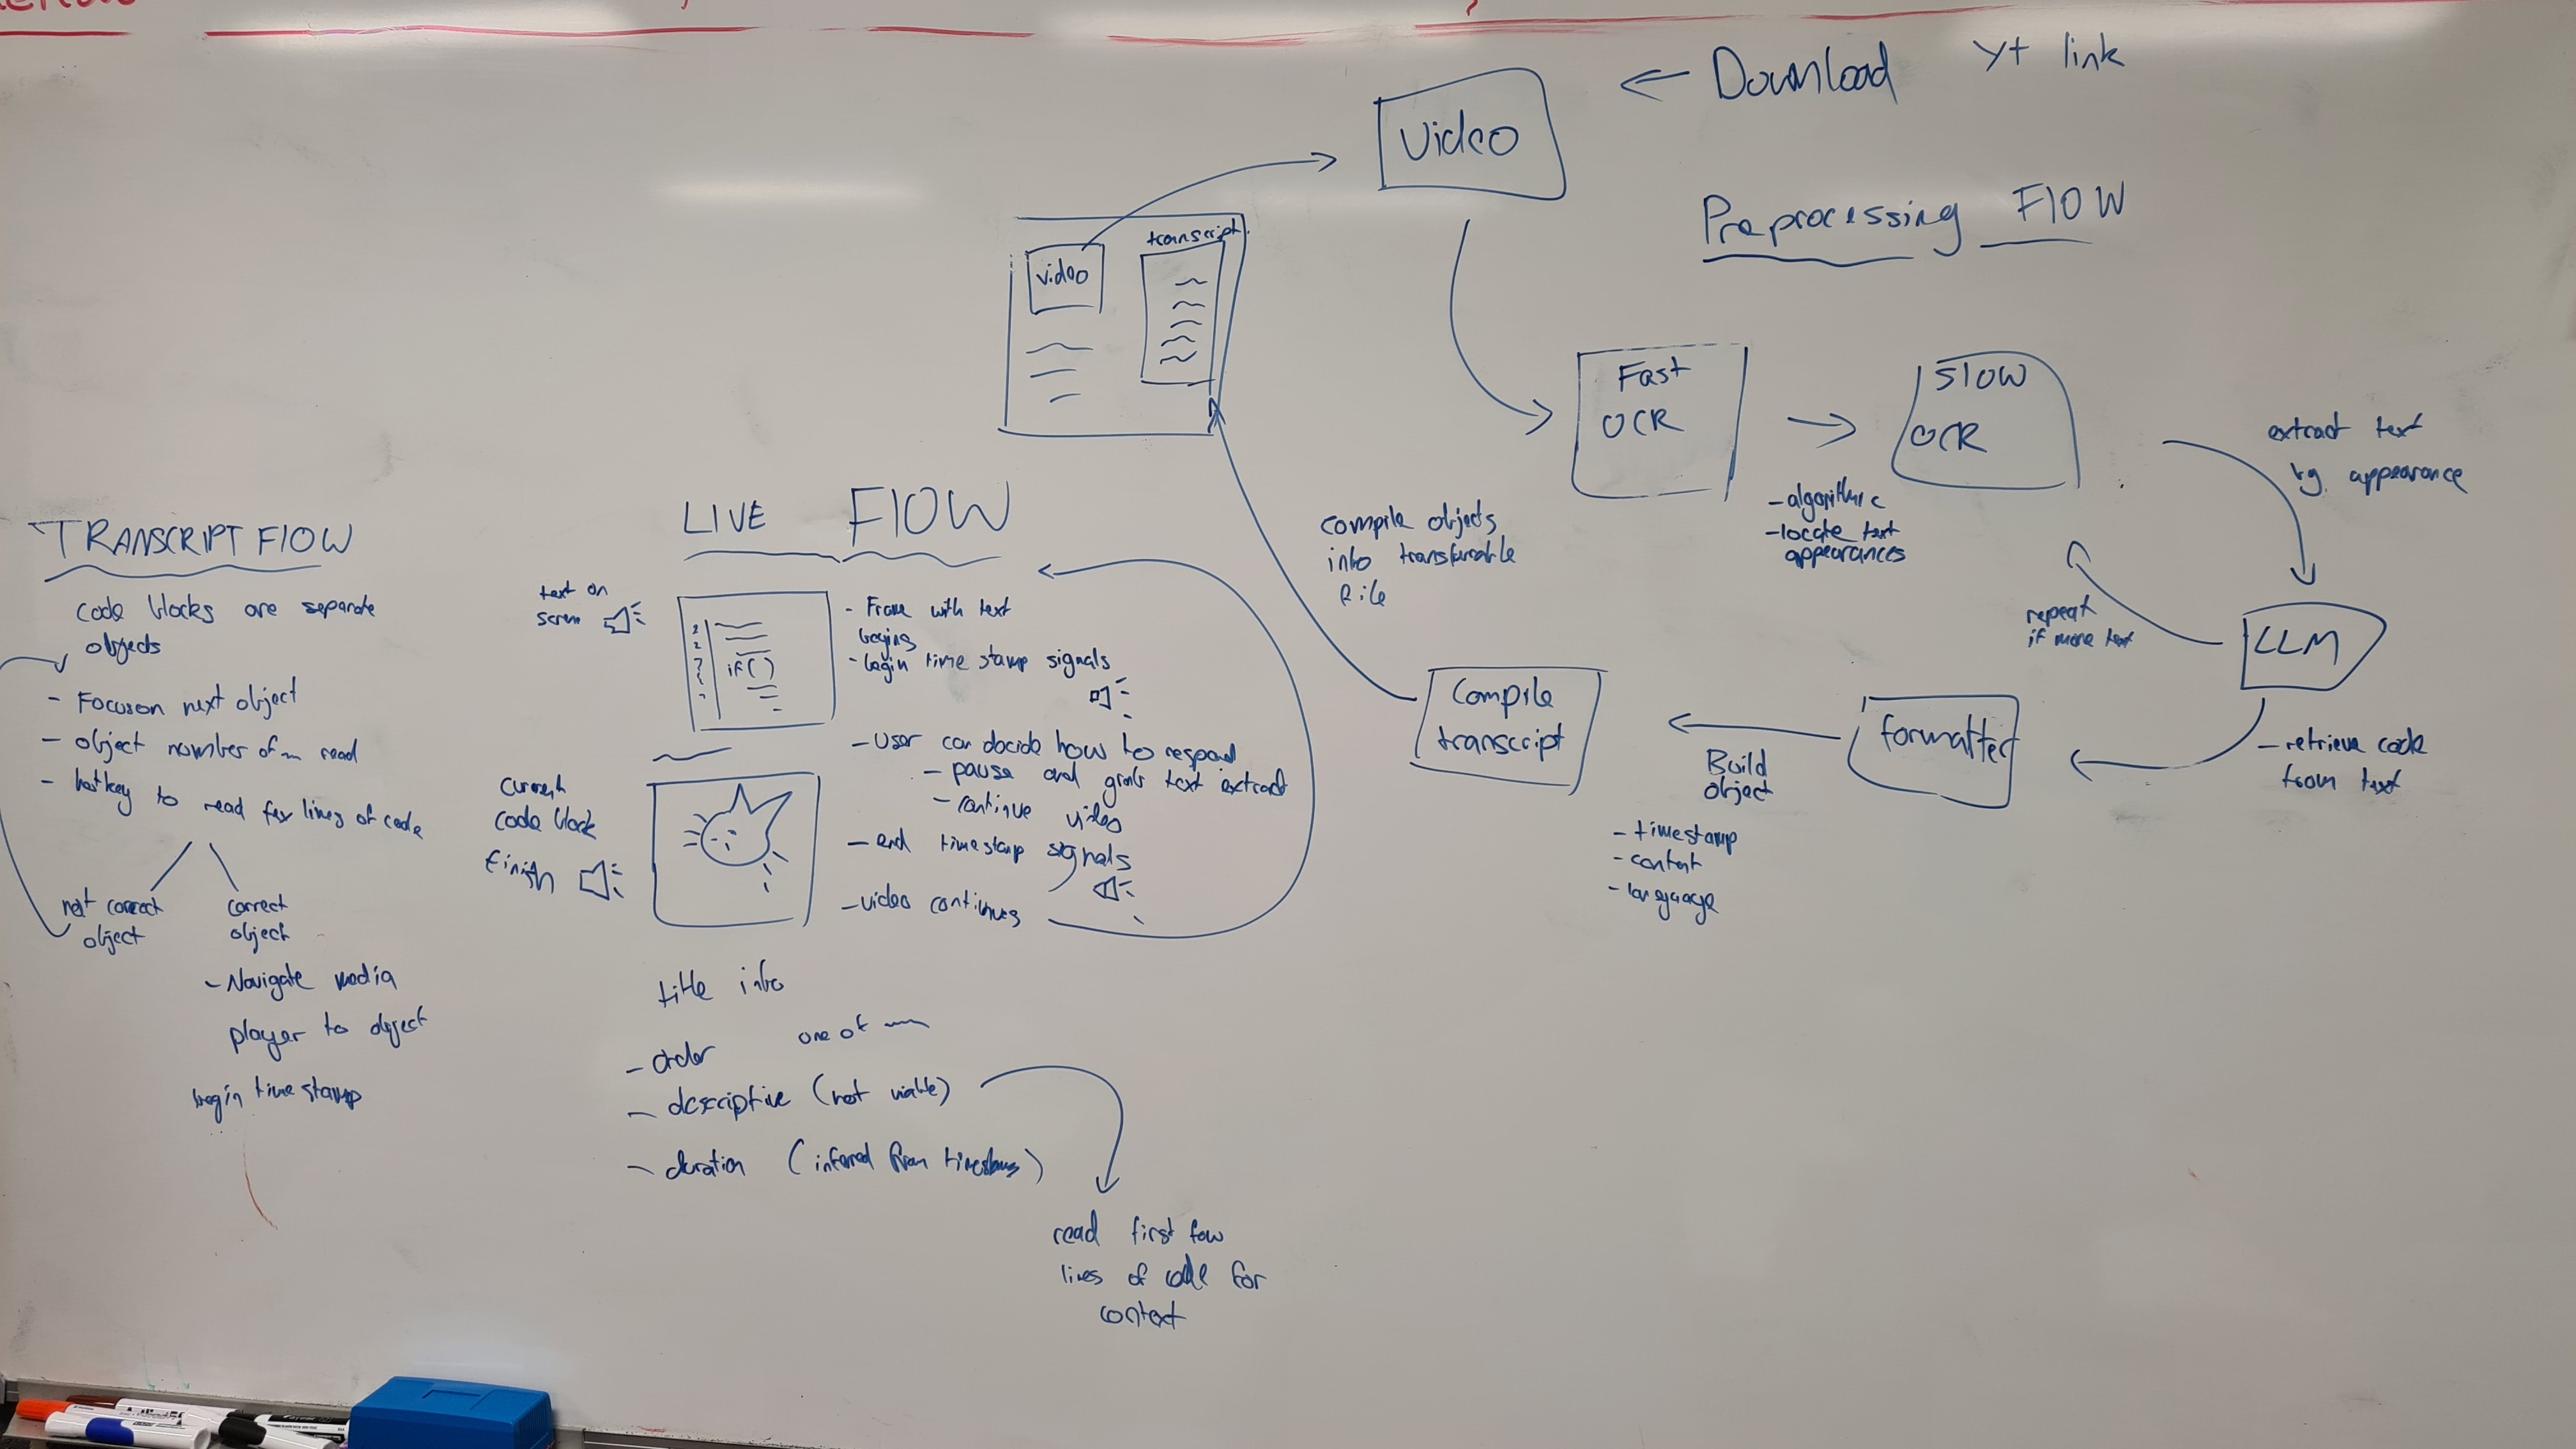 Download yt link
Video
Preprocessing FLOW
transcript
video
Fast
OCR
Slow
OCR
- algorithmic
- locate text
appearances
extract text
by appearance
repeat
if more text
LLM
- retrieve code
from text
formatter
Build
object
- timestamp
- content
- language
Compile
transcript
compile objects
into transferable
file
LIVE FLOW
text on
screen
if()
- Frame with text
begins
- begin time stamp signals
- User can decide how to respond
- pause and grab text extract
- continue video
- end timestamp signals
- video continues
current
code block
finish
title info
- order one of
- descriptive (not viable)
- duration (inferred from timestamps)
read first few
lines of code for
context
TRANSCRIPT FLOW
code blocks are separate
objects
- Focus on next object
- object number of read
- hotkey to read few lines of code
not correct
object
correct
object
- Navigate media
player to object
begin time stamp